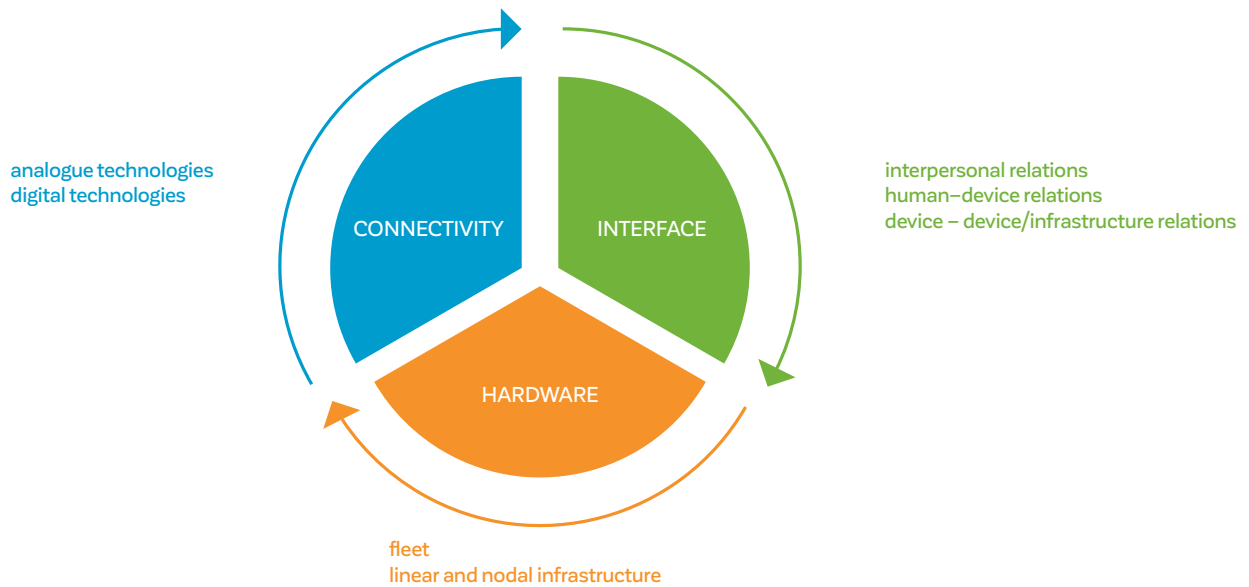 analogue technologies
digital technologies
CONNECTIVITY
INTERFACE
interpersonal relations
human–device relations
device – device/infrastructure relations
HARDWARE
fleet
linear and nodal infrastructure